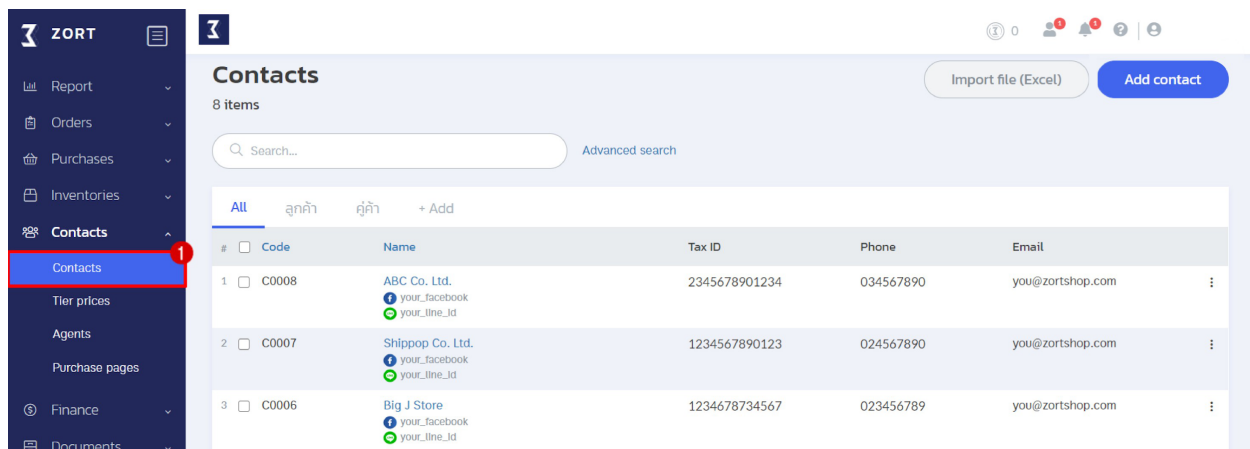 ZORT
0
1
1
Report
Orders
Purchases
Inventories
Contacts
1
Contacts
Tier prices
Agents
Purchase pages
Finance
Documents
Contacts
8 items
Import file (Excel)
Add contact
Search...
Advanced search
All ลูกค้า คู่ค้า + Add
# Code Name Tax ID Phone Email
1 C0008 ABC Co. Ltd. 2345678901234 034567890 you@zortshop.com
your_facebook
your_line_id
2 C0007 Shippop Co. Ltd. 1234567890123 024567890 you@zortshop.com
your_facebook
your_line_id
3 C0006 Big J Store 1234678734567 023456789 you@zortshop.com
your_facebook
your_line_id